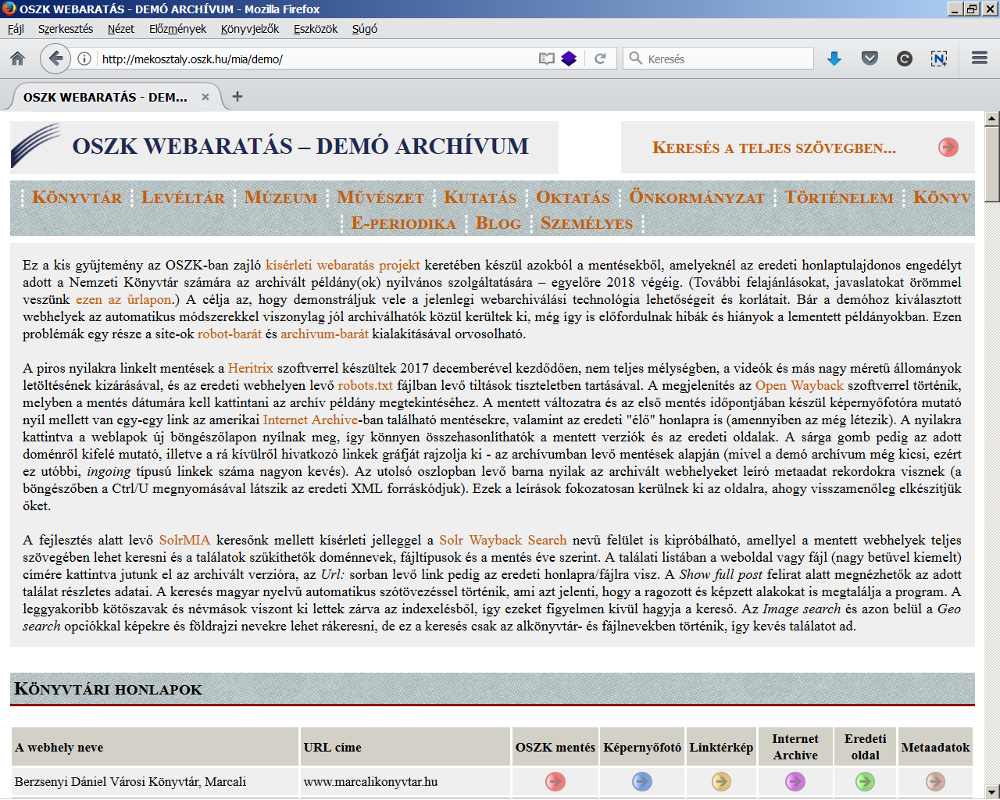 OSZK WEBARATÁS - DEMÓ ARCHÍVUM - Mozilla Firefox
Fájl Szerkesztés Nézet Előzmények Könyvjelzők Eszközök Súgó
http://mekosztaly.oszk.hu/mia/demo/ Keresés
OSZK WEBARATÁS - DEM...
OSZK WEBARATÁS – DEMÓ ARCHÍVUM
Keresés a teljes szövegben...
Könyvtár Levéltár Múzeum Művészet Kutatás Oktatás Önkormányzat Történelem Könyv
E-periodika Blog Személyes
Ez a kis gyűjtemény az OSZK-ban zajló kísérleti webaratás projekt keretében készül azokból a mentésekből, amelyeknél az eredeti honlaptulajdonos engedélyt
adott a Nemzeti Könyvtár számára az archivált példány(ok) nyilvános szolgáltatására – egyelőre 2018 végéig. (További felajánlásokat, javaslatokat örömmel
veszünk ezen az űrlapon.) A célja az, hogy demonstráljuk vele a jelenlegi webarchiválási technológia lehetőségeit és korlátait. Bár a demóhoz kiválasztott
webhelyek az automatikus módszerekkel viszonylag jól archiválhatók közül kerültek ki, még így is előfordulnak hibák és hiányok a lementett példányokban. Ezen
problémák egy része a site-ok robot-barát és archívum-barát kialakításával orvosolható.
A piros nyilakra linkelt mentések a Heritrix szoftverrel készültek 2017 decemberével kezdődően, nem teljes mélységben, a videók és más nagy méretű állományok
letöltésének kizárásával, és az eredeti webhelyen levő robots.txt fájlban levő tiltások tiszteletben tartásával. A megjelenítés az Open Wayback szoftverrel történik,
melyben a mentés dátumára kell kattintani az archív példány megtekintéséhez. A mentett változatra és az első mentés időpontjában készül képernyőfotóra mutató
nyíl mellett van egy-egy link az amerikai Internet Archive-ban található mentésekre, valamint az eredeti "élő" honlapra is (amennyiben az még létezik). A nyilakra
kattintva a weblapok új böngészőlapon nyílnak meg, így könnyen összehasonlíthatók a mentett verziók és az eredeti oldalak. A sárga gomb pedig az adott
doménről kifelé mutató, illetve a rá kívülről hivatkozó linkek gráfját rajzolja ki - az archívumban levő mentések alapján (mivel a demó archívum még kicsi, ezért
ez utóbbi, ingoing típusú linkek száma nagyon kevés). Az utolsó oszlopban levő barna nyilak az archivált webhelyeket leíró metaadat rekordokra visznek (a
böngészőben a Ctrl/U megnyomásával látszik az eredeti XML forráskódjuk). Ezek a leírások fokozatosan kerülnek ki az oldalra, ahogy visszamenőleg elkészítjük
őket.
A fejlesztés alatt levő SolrMIA keresőnk mellett kísérleti jelleggel a Solr Wayback Search nevű felület is kipróbálható, amellyel a mentett webhelyek teljes
szövegében lehet keresni és a találatok szűkíthetők doménnevek, fájltípusok és a mentés éve szerint. A találati listában a weboldal vagy fájl (nagy betűvel kiemelt)
címére kattintva jutunk el az archivált verzióra, az Url: sorban levő link pedig az eredeti honlapra/fájlra visz. A Show full post felirat alatt megnézhetők az adott
találat részletes adatai. A keresés magyar nyelvű automatikus szótövezéssel történik, ami azt jelenti, hogy a ragozott és képzett alakokat is megtalálja a program. A
leggyakoribb kötőszavak és névmások viszont ki lettek zárva az indexelésből, így ezeket figyelmen kívül hagyja a kereső. Az Image search és azon belül a Geo
search opciókkal képekre és földrajzi nevekre lehet rákeresni, de ez a keresés csak az alkönyvtár- és fájlnevekben történik, így kevés találatot ad.
Könyvtári honlapok
A webhely neve URL címe OSZK mentés Képernyőfotó Linktérkép Internet Archive Eredeti oldal Metaadatok
Berzsenyi Dániel Városi Könyvtár, Marcali www.marcalikonyvtar.hu